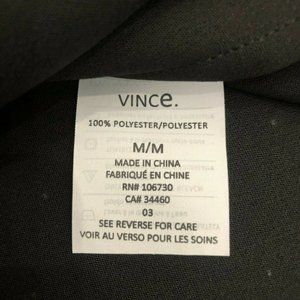 VINCe.
100% POLYESTER/POLYESTER
M/M
MADE IN CHINA
FABRIQUÉ EN CHINE
RN# 106730
CA# 34460
03
SEE REVERSE FOR CARE
VOIR AU VERSO POUR LES SOINS